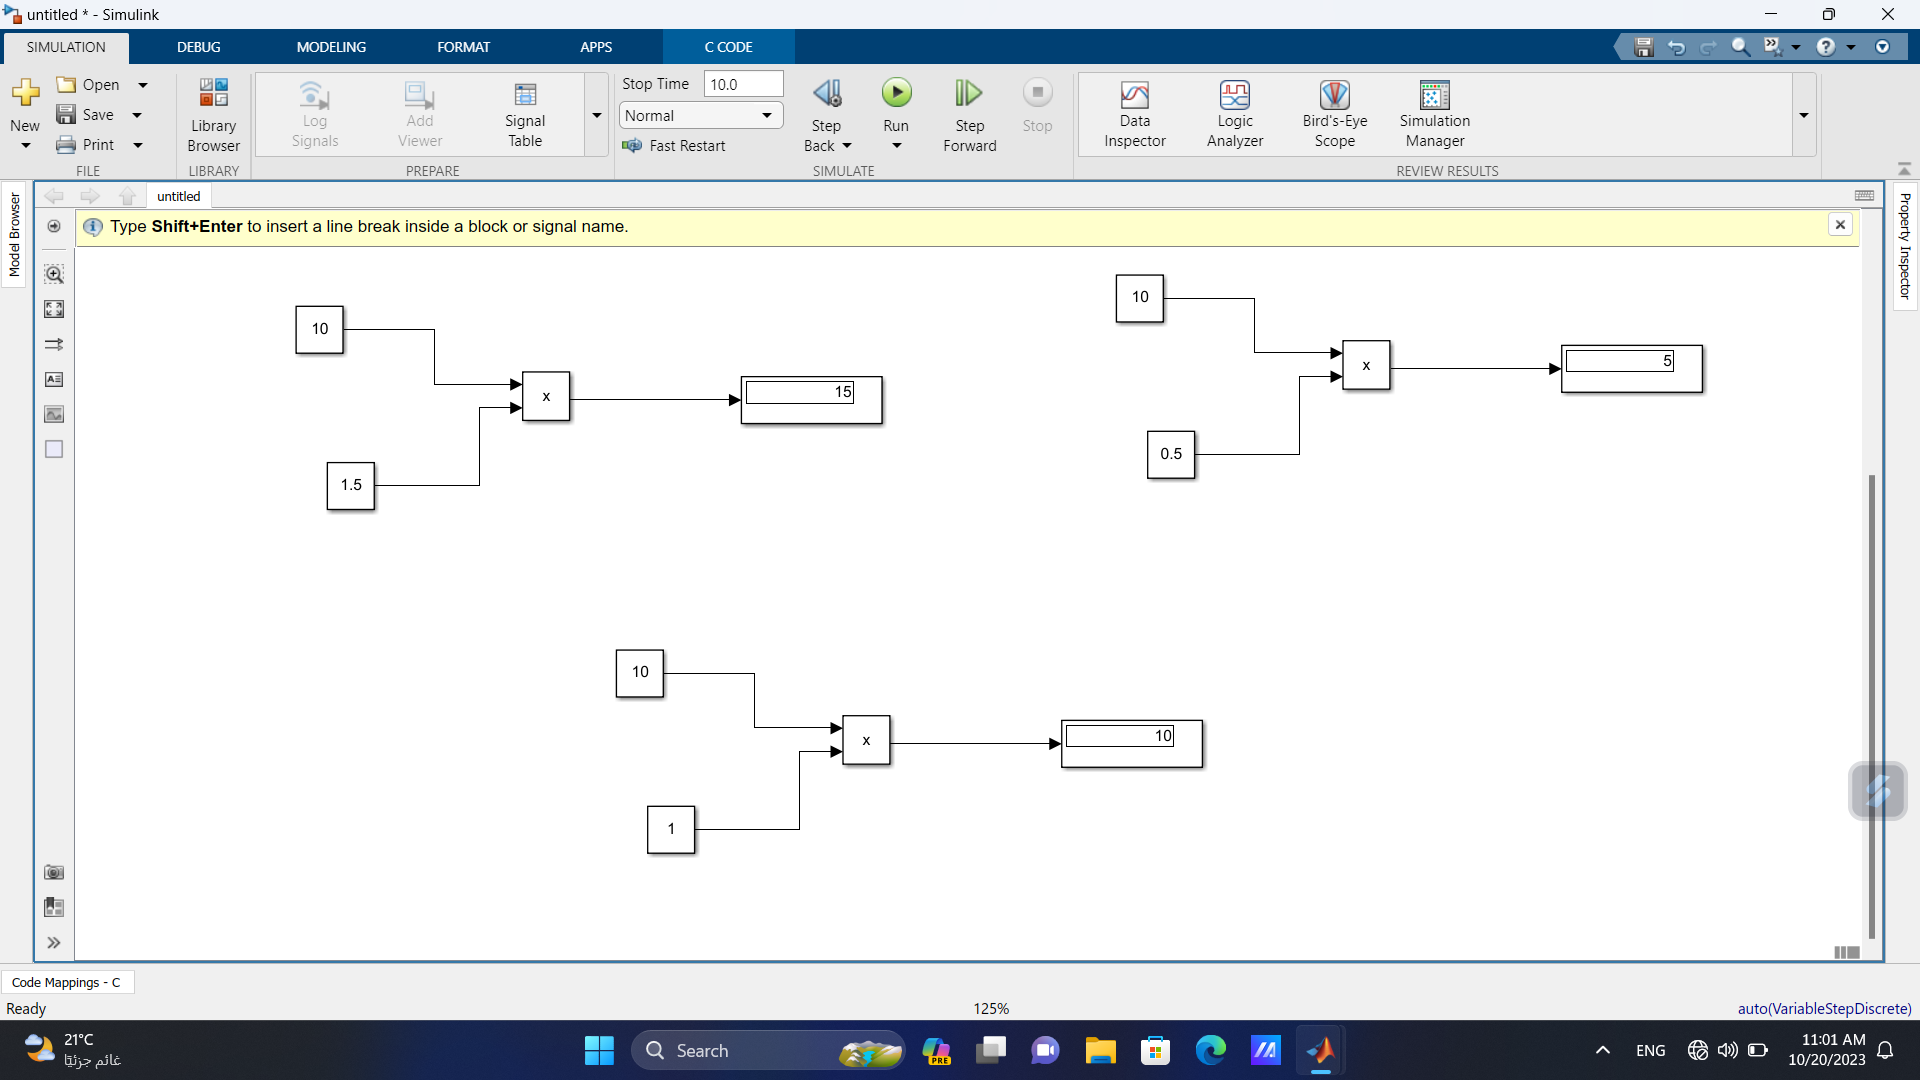 untitled * - Simulink
SIMULATION
DEBUG
MODELING
FORMAT
APPS
C CODE
New
Open
Save
Print
FILE
Library
Browser
LIBRARY
Log
Signals
Add
Viewer
Signal
Table
PREPARE
Stop Time
10.0
Normal
Fast Restart
Step
Back
Run
Step
Forward
Stop
SIMULATE
Data
Inspector
Logic
Analyzer
Bird's-Eye
Scope
Simulation
Manager
REVIEW RESULTS
Model Browser
untitled
Property Inspector
Type Shift+Enter to insert a line break inside a block or signal name.
10
1.5
x
15
10
0.5
x
5
10
1
x
10
Code Mappings - C
Ready
125%
auto(VariableStepDiscrete)
21°C
غائم جزئيًا
Search
PRE
ENG
11:01 AM
10/20/2023